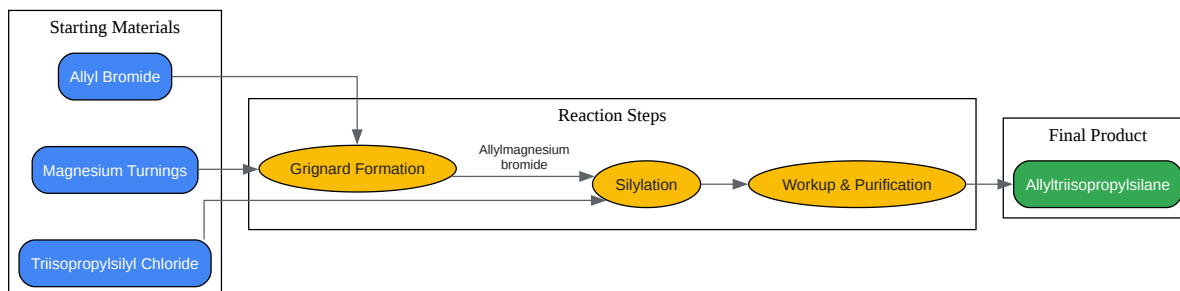 Starting Materials
Allyl Bromide
Magnesium Turnings
Triisopropylsilyl Chloride
Reaction Steps
Grignard Formation
Allylmagnesium
bromide
Silylation
Workup & Purification
Final Product
Allyltriisopropylsilane